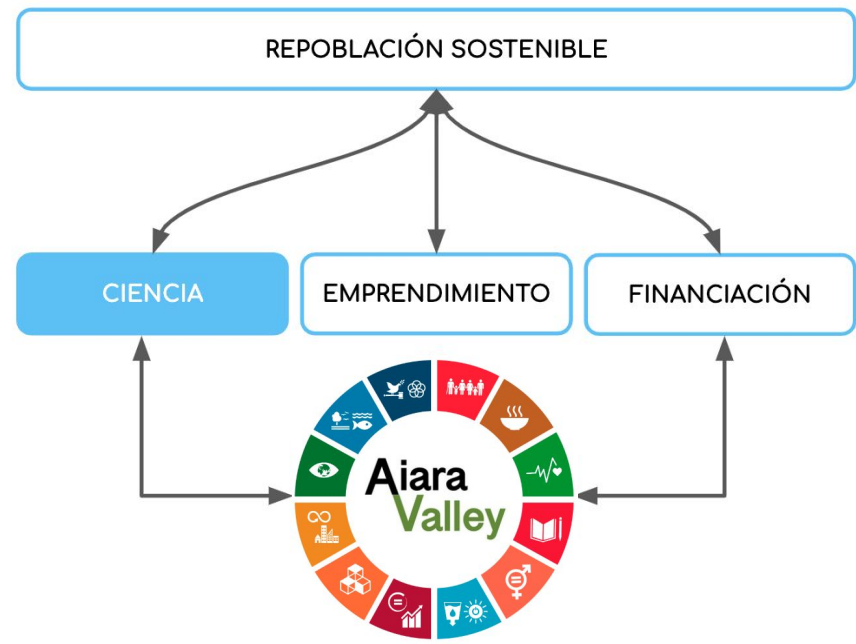 REPOBLACIÓN SOSTENIBLE
CIENCIA
EMPRENDIMIENTO
FINANCIACIÓN
Aiara
Valley